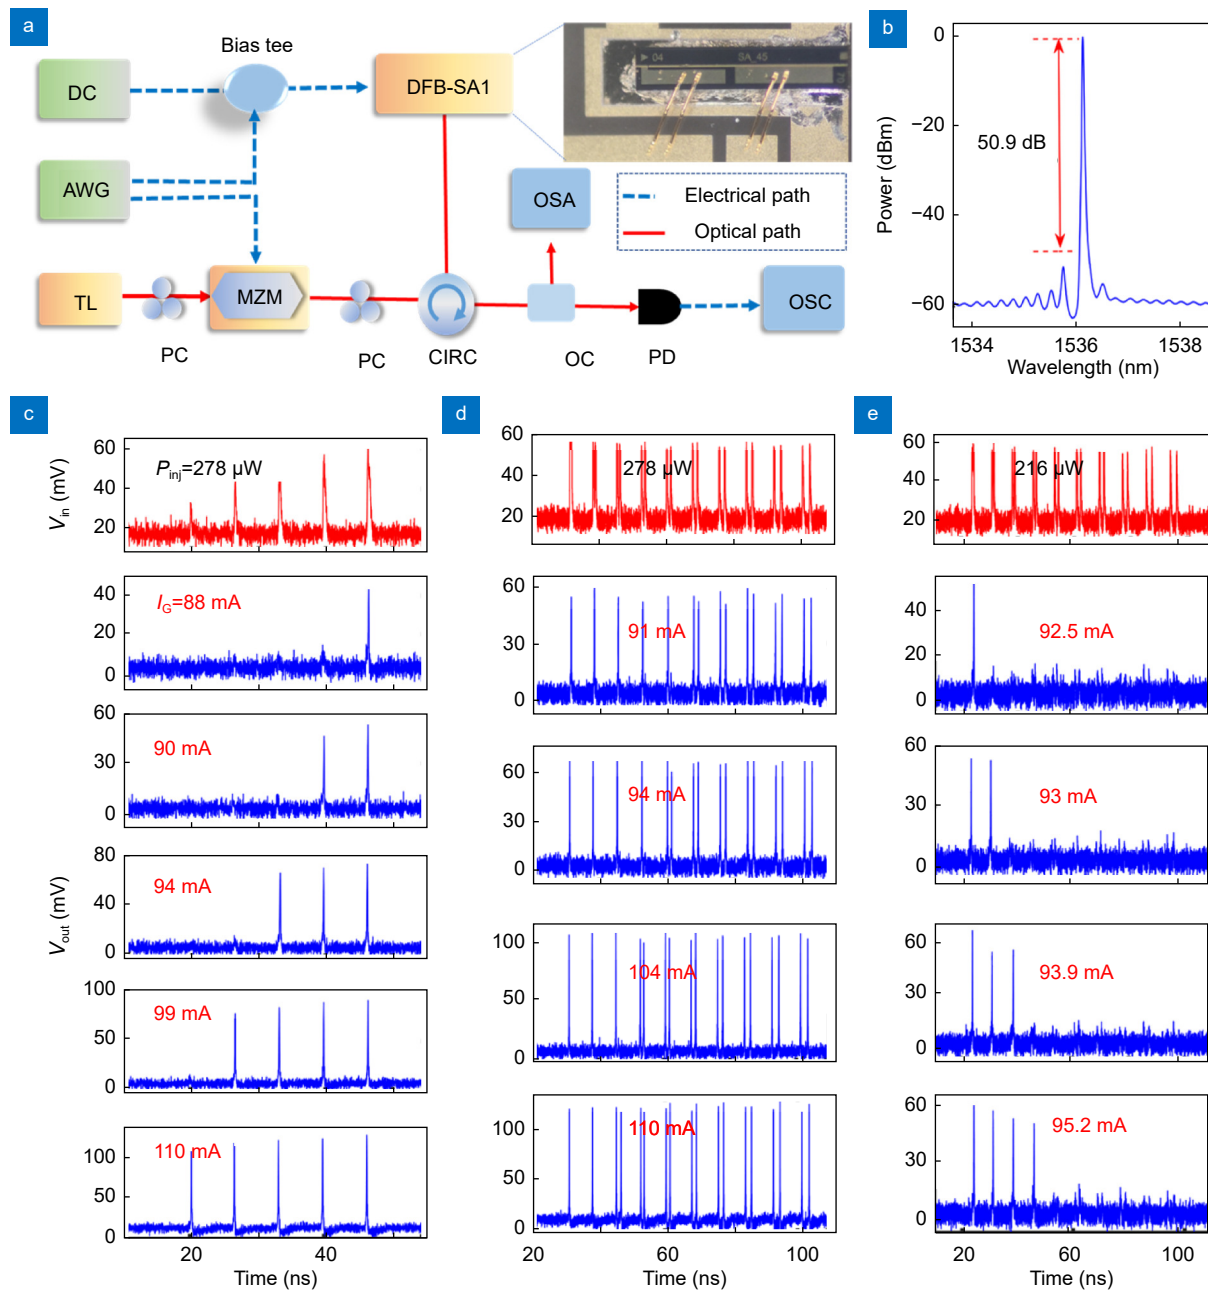 a
Bias tee
DC
DFB-SA1
04
SA_45
AWG
OSA
Electrical path
Optical path
TL
MZM
OSC
PC
PC
CIRC
OC
PD
b
0
−20
−40
−60
Power (dBm)
50.9 dB
1534
1536
1538
Wavelength (nm)
c
60
40
20
V_in (mV)
P_inj=278 μW
40
20
0
I_G=88 mA
60
30
0
90 mA
80
40
0
94 mA
V_out (mV)
100
50
0
99 mA
100
50
0
110 mA
20
40
Time (ns)
d
60
40
20
278 μW
60
30
0
91 mA
60
30
0
94 mA
100
50
0
104 mA
100
50
0
110 mA
20
60
100
Time (ns)
e
60
40
20
216 μW
40
20
0
92.5 mA
60
30
0
93 mA
60
30
0
93.9 mA
60
30
0
95.2 mA
20
60
100
Time (ns)